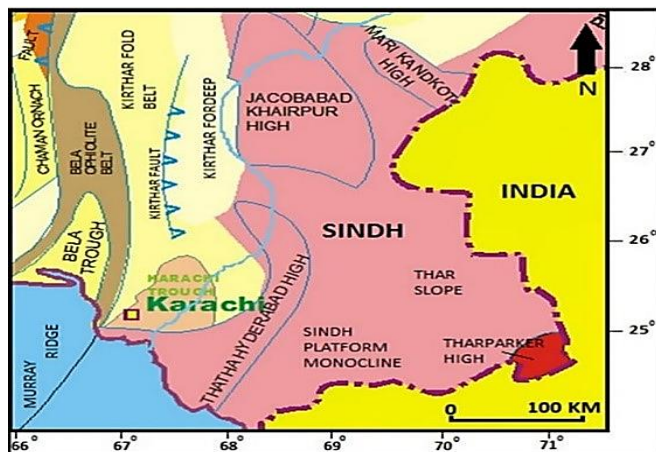 FAULT
CHAMAN ORNACH
BELA
OPHIOLITE
BELT
KIRTHAR FOLD
BELT
KIRTHAR FAULT
KIRTHAR FORDEEP
JACOBABAD
KHAIRPUR
HIGH
MARI KANDKOT
HIGH
N
28°
27°
INDIA
SINDH
26°
BELA
TROUGH
HARACHI
TROUGH
Karachi
THATHA HYDERABAD HIGH
THAR
SLOPE
SINDH
PLATFORM
MONOCLINE
THARPARKER
HIGH
25°
MURRAY
RIDGE
0 100 KM
66° 67° 68° 69° 70° 71°